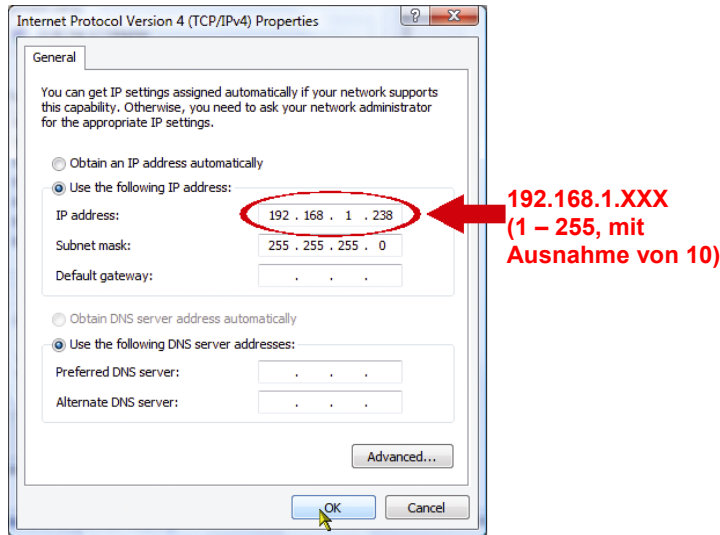 Internet Protocol Version 4 (TCP/IPv4) Properties
General
You can get IP settings assigned automatically if your network supports
this capability. Otherwise, you need to ask your network administrator
for the appropriate IP settings.
Obtain an IP address automatically
Use the following IP address:
IP address: 192 . 168 . 1 . 238
Subnet mask: 255 . 255 . 255 . 0
Default gateway: . . .
192.168.1.XXX
(1 – 255, mit
Ausnahme von 10)
Obtain DNS server address automatically
Use the following DNS server addresses:
Preferred DNS server: . . .
Alternate DNS server: . . .
Advanced...
OK Cancel